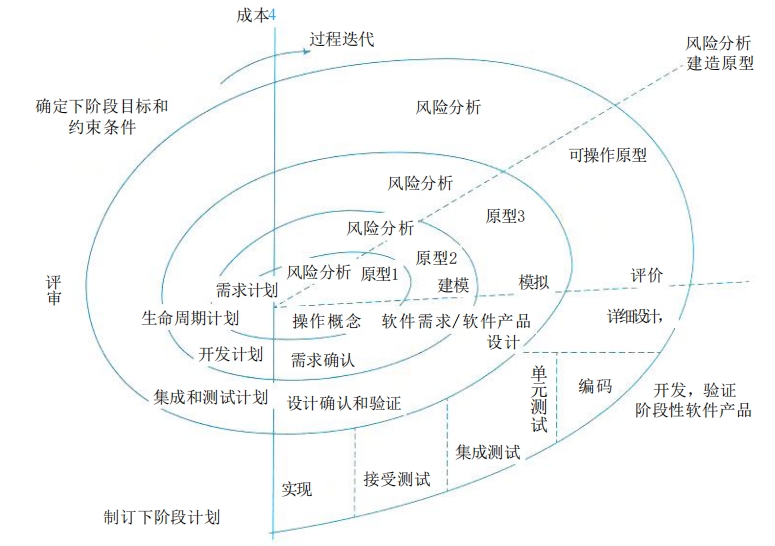 成本4
过程迭代
风险分析
建造原型
确定下阶段目标和
约束条件
风险分析
可操作原型
风险分析
原型3
风险分析
原型2
风险分析
原型1
需求计划
评价
评
审
建模
模拟
生命周期计划
操作概念
软件需求/软件产品
设计
详细设计,
开发计划
需求确认
单
元
测
试
编码
开发，验证
阶段性软件产品
集成和测试计划
设计确认和验证
集成测试
接受测试
实现
制订下阶段计划